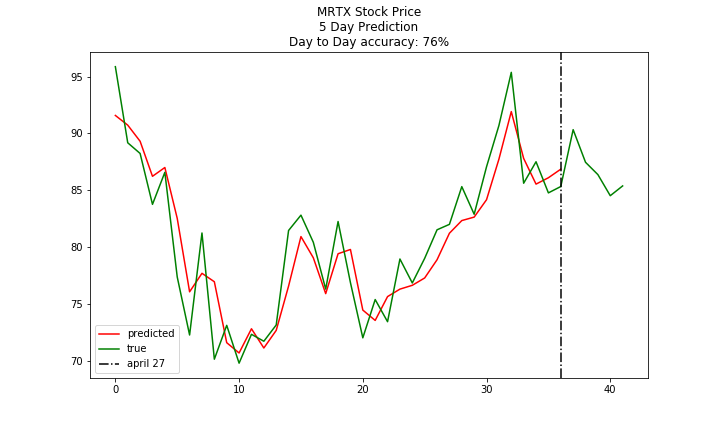 MRTX Stock Price
5 Day Prediction
Day to Day accuracy: 76%
95
90
85
80
75
70
predicted
true
april 27
0 10 20 30 40